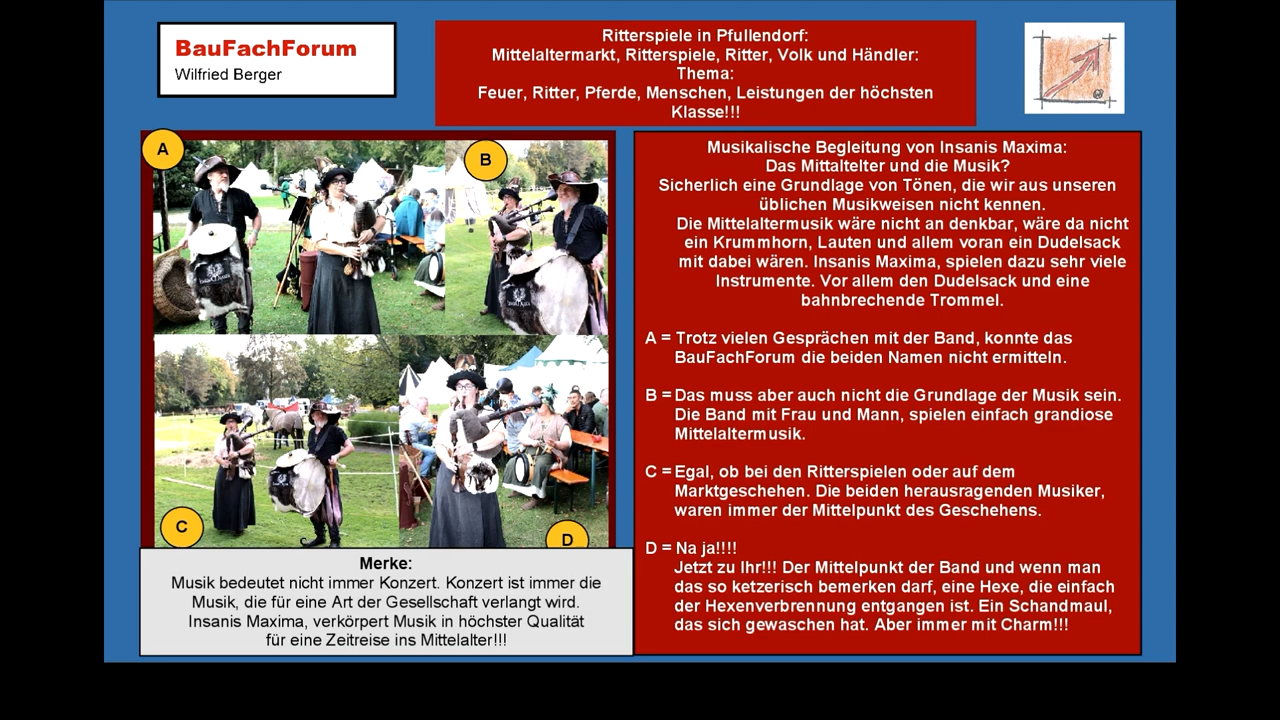 BauFachForum
Wilfried Berger
Ritterspiele in Pfullendorf:
Mittelaltermarkt, Ritterspiele, Ritter, Volk und Händler:
Thema:
Feuer, Ritter, Pferde, Menschen, Leistungen der höchsten
Klasse!!!
A
B
C
D
Merke:
Musik bedeutet nicht immer Konzert. Konzert ist immer die
Musik, die für eine Art der Gesellschaft verlangt wird.
Insanis Maxima, verkörpert Musik in höchster Qualität
für eine Zeitreise ins Mittelalter!!!
Musikalische Begleitung von Insanis Maxima:
Das Mittaltelter und die Musik?
Sicherlich eine Grundlage von Tönen, die wir aus unseren
üblichen Musikweisen nicht kennen.
Die Mittelaltermusik wäre nicht an denkbar, wäre da nicht
ein Krummhorn, Lauten und allem voran ein Dudelsack
mit dabei wären. Insanis Maxima, spielen dazu sehr viele
Instrumente. Vor allem den Dudelsack und eine
bahnbrechende Trommel.
A = Trotz vielen Gesprächen mit der Band, konnte das
BauFachForum die beiden Namen nicht ermitteln.
B = Das muss aber auch nicht die Grundlage der Musik sein.
Die Band mit Frau und Mann, spielen einfach grandiose
Mittelaltermusik.
C = Egal, ob bei den Ritterspielen oder auf dem
Marktgeschehen. Die beiden herausragenden Musiker,
waren immer der Mittelpunkt des Geschehens.
D = Na ja!!!!
Jetzt zu Ihr!!! Der Mittelpunkt der Band und wenn man
das so ketzerisch bemerken darf, eine Hexe, die einfach
der Hexenverbrennung entgangen ist. Ein Schandmaul,
das sich gewaschen hat. Aber immer mit Charm!!!